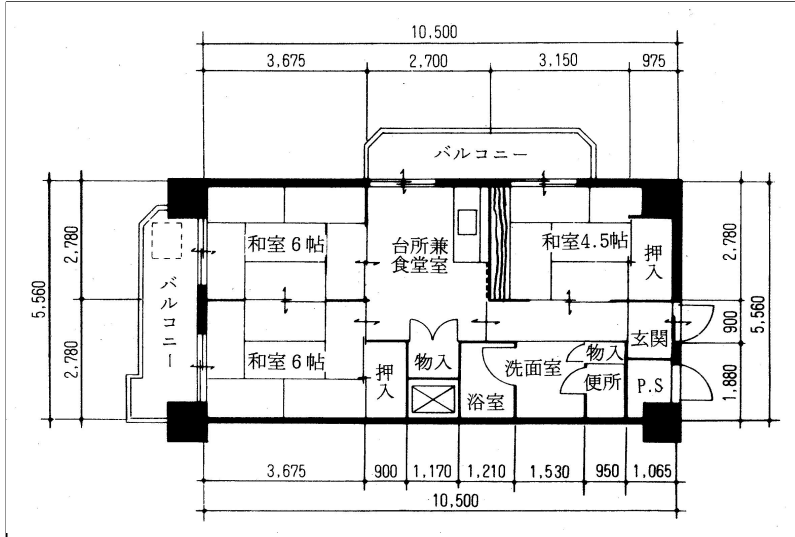 10,500
3,675 2,700 3,150 975
バルコニー
5,560
2,780
2,780
バルコニー
和室6帖
台所兼
食堂室
和室4.5帖
押入
和室6帖
押入
物入
浴室
洗面室
物入
便所
玄関
P.S
2,780
900
1,880
5,560
3,675 900 1,170 1,210 1,530 950 1,065
10,500